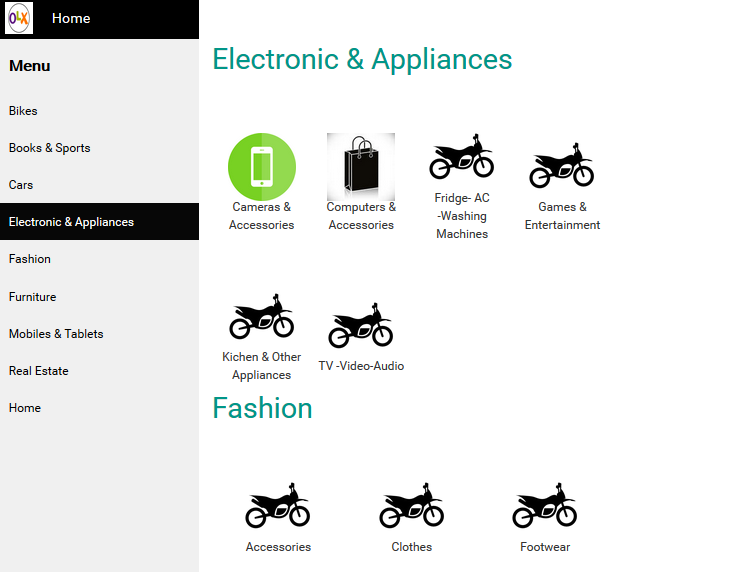 OLX
Home
Menu
Bikes
Books & Sports
Cars
Electronic & Appliances
Fashion
Furniture
Mobiles & Tablets
Real Estate
Home
Electronic & Appliances
Cameras &
Accessories
Computers &
Accessories
Fridge- AC
-Washing
Machines
Games &
Entertainment
Kichen & Other
Appliances
TV -Video-Audio
Fashion
Accessories
Clothes
Footwear